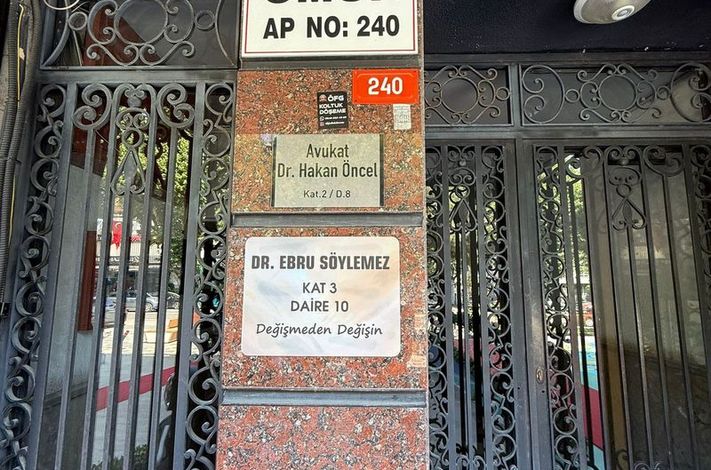 AP NO: 240
240
ÖFG
KOLTUK
DÖŞEME
Avukat
Dr. Hakan Öncel
Kat.2 / D.8
DR. EBRU SÖYLEMEZ
KAT 3
DAİRE 10
Değişmeden Değişin